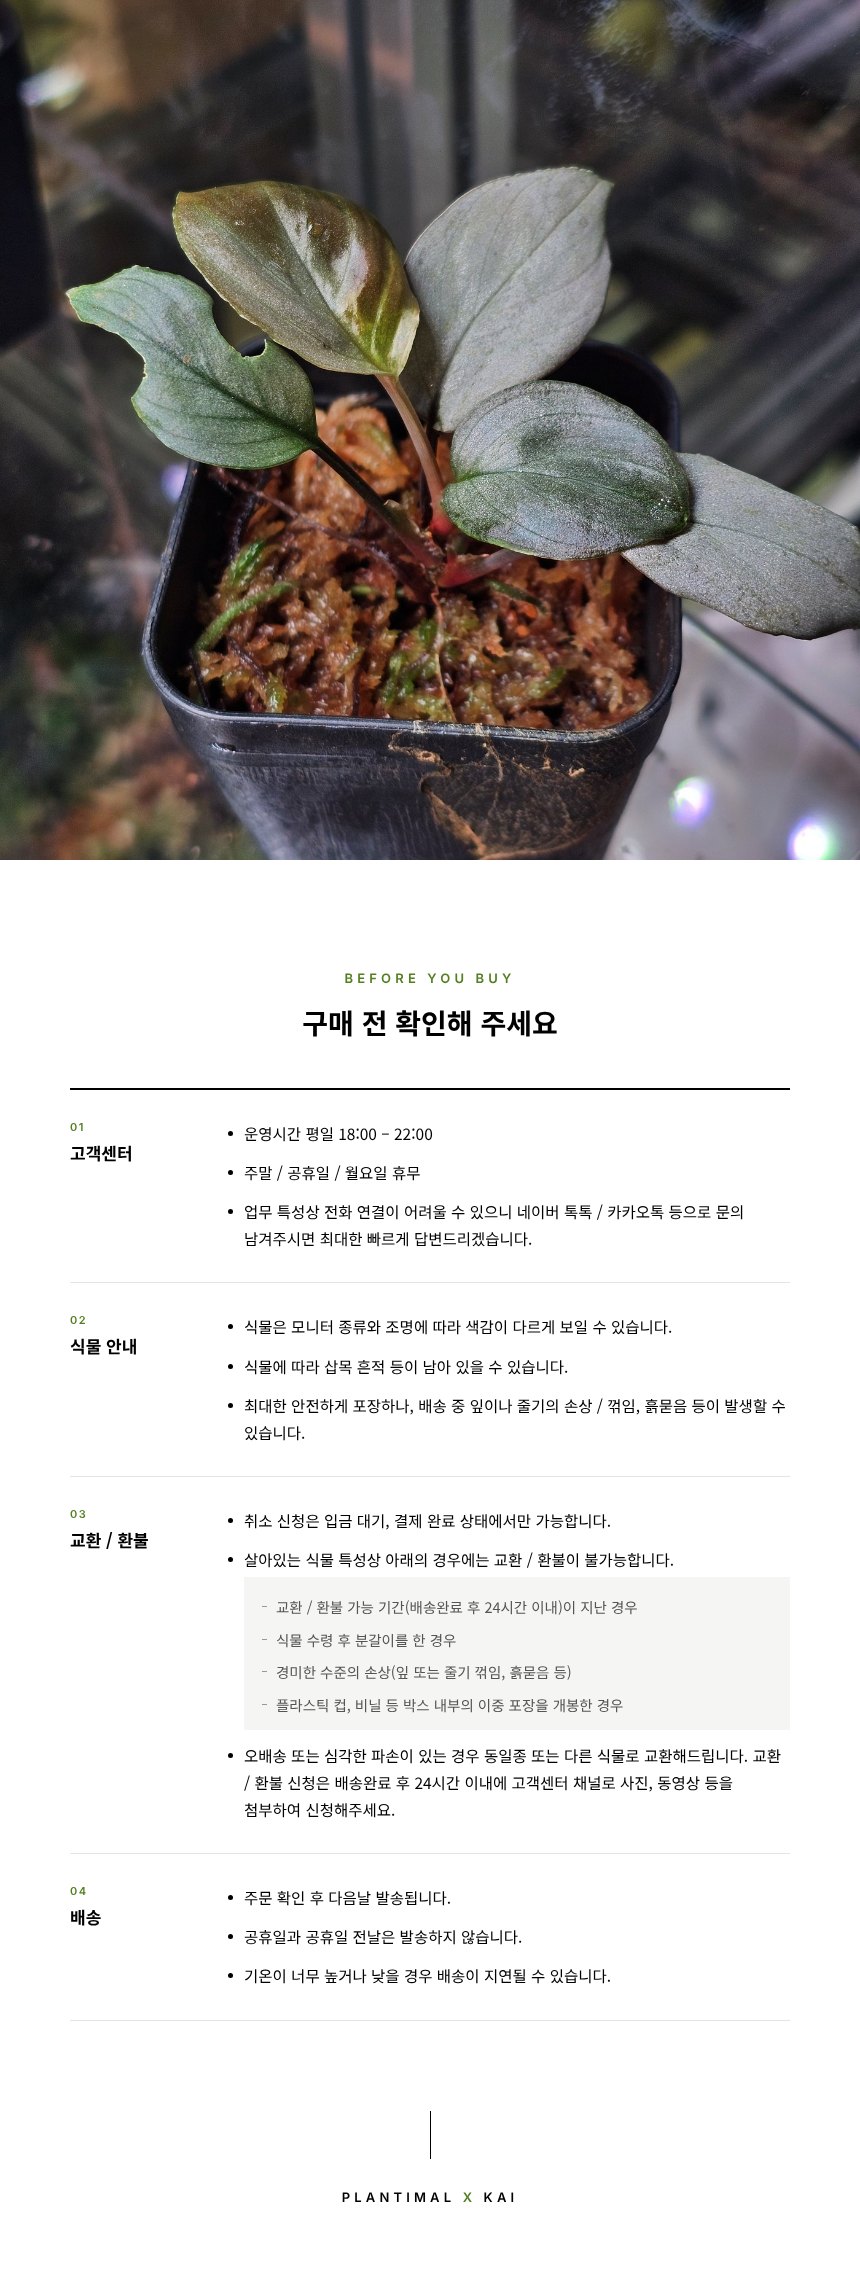 BEFORE YOU BUY
구매 전 확인해 주세요
01
고객센터
운영시간 평일 18:00 – 22:00
주말 / 공휴일 / 월요일 휴무
업무 특성상 전화 연결이 어려울 수 있으니 네이버 톡톡 / 카카오톡 등으로 문의
남겨주시면 최대한 빠르게 답변드리겠습니다.
02
식물 안내
식물은 모니터 종류와 조명에 따라 색감이 다르게 보일 수 있습니다.
식물에 따라 삽목 흔적 등이 남아 있을 수 있습니다.
최대한 안전하게 포장하나, 배송 중 잎이나 줄기의 손상 / 꺾임, 흙묻음 등이 발생할 수
있습니다.
03
교환 / 환불
취소 신청은 입금 대기, 결제 완료 상태에서만 가능합니다.
살아있는 식물 특성상 아래의 경우에는 교환 / 환불이 불가능합니다.
– 교환 / 환불 가능 기간(배송완료 후 24시간 이내)이 지난 경우
– 식물 수령 후 분갈이를 한 경우
– 경미한 수준의 손상(잎 또는 줄기 꺾임, 흙묻음 등)
– 플라스틱 컵, 비닐 등 박스 내부의 이중 포장을 개봉한 경우
오배송 또는 심각한 파손이 있는 경우 동일종 또는 다른 식물로 교환해드립니다. 교환
/ 환불 신청은 배송완료 후 24시간 이내에 고객센터 채널로 사진, 동영상 등을
첨부하여 신청해주세요.
04
배송
주문 확인 후 다음날 발송됩니다.
공휴일과 공휴일 전날은 발송하지 않습니다.
기온이 너무 높거나 낮을 경우 배송이 지연될 수 있습니다.
PLANTIMAL X KAI